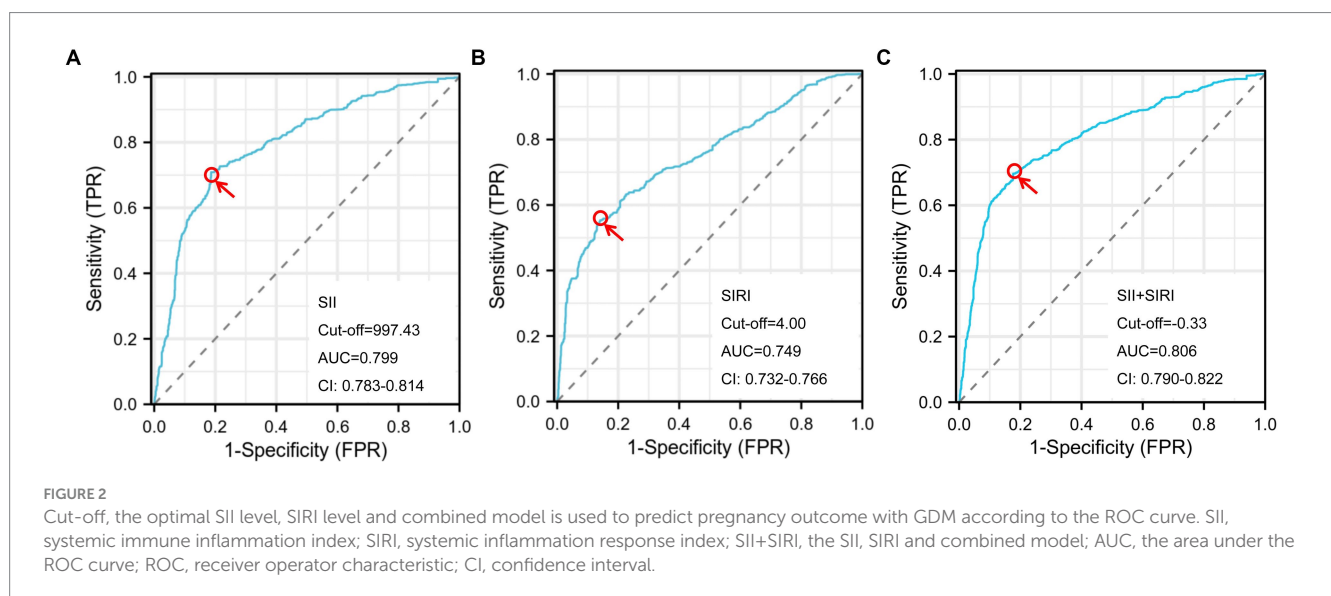 A
1.0
0.8
0.6
0.4
0.2
0.0
Sensitivity (TPR)
SII
Cut-off=997.43
AUC=0.799
CI: 0.783-0.814
0.0 0.2 0.4 0.6 0.8 1.0
1-Specificity (FPR)
B
1.0
0.8
0.6
0.4
0.2
0.0
Sensitivity (TPR)
SIRI
Cut-off=4.00
AUC=0.749
CI: 0.732-0.766
0.0 0.2 0.4 0.6 0.8 1.0
1-Specificity (FPR)
C
1.0
0.8
0.6
0.4
0.2
0.0
Sensitivity (TPR)
SII+SIRI
Cut-off=-0.33
AUC=0.806
CI: 0.790-0.822
0.0 0.2 0.4 0.6 0.8 1.0
1-Specificity (FPR)
FIGURE 2
Cut-off, the optimal SII level, SIRI level and combined model is used to predict pregnancy outcome with GDM according to the ROC curve. SII,
systemic immune inflammation index; SIRI, systemic inflammation response index; SII+SIRI, the SII, SIRI and combined model; AUC, the area under the
ROC curve; ROC, receiver operator characteristic; CI, confidence interval.